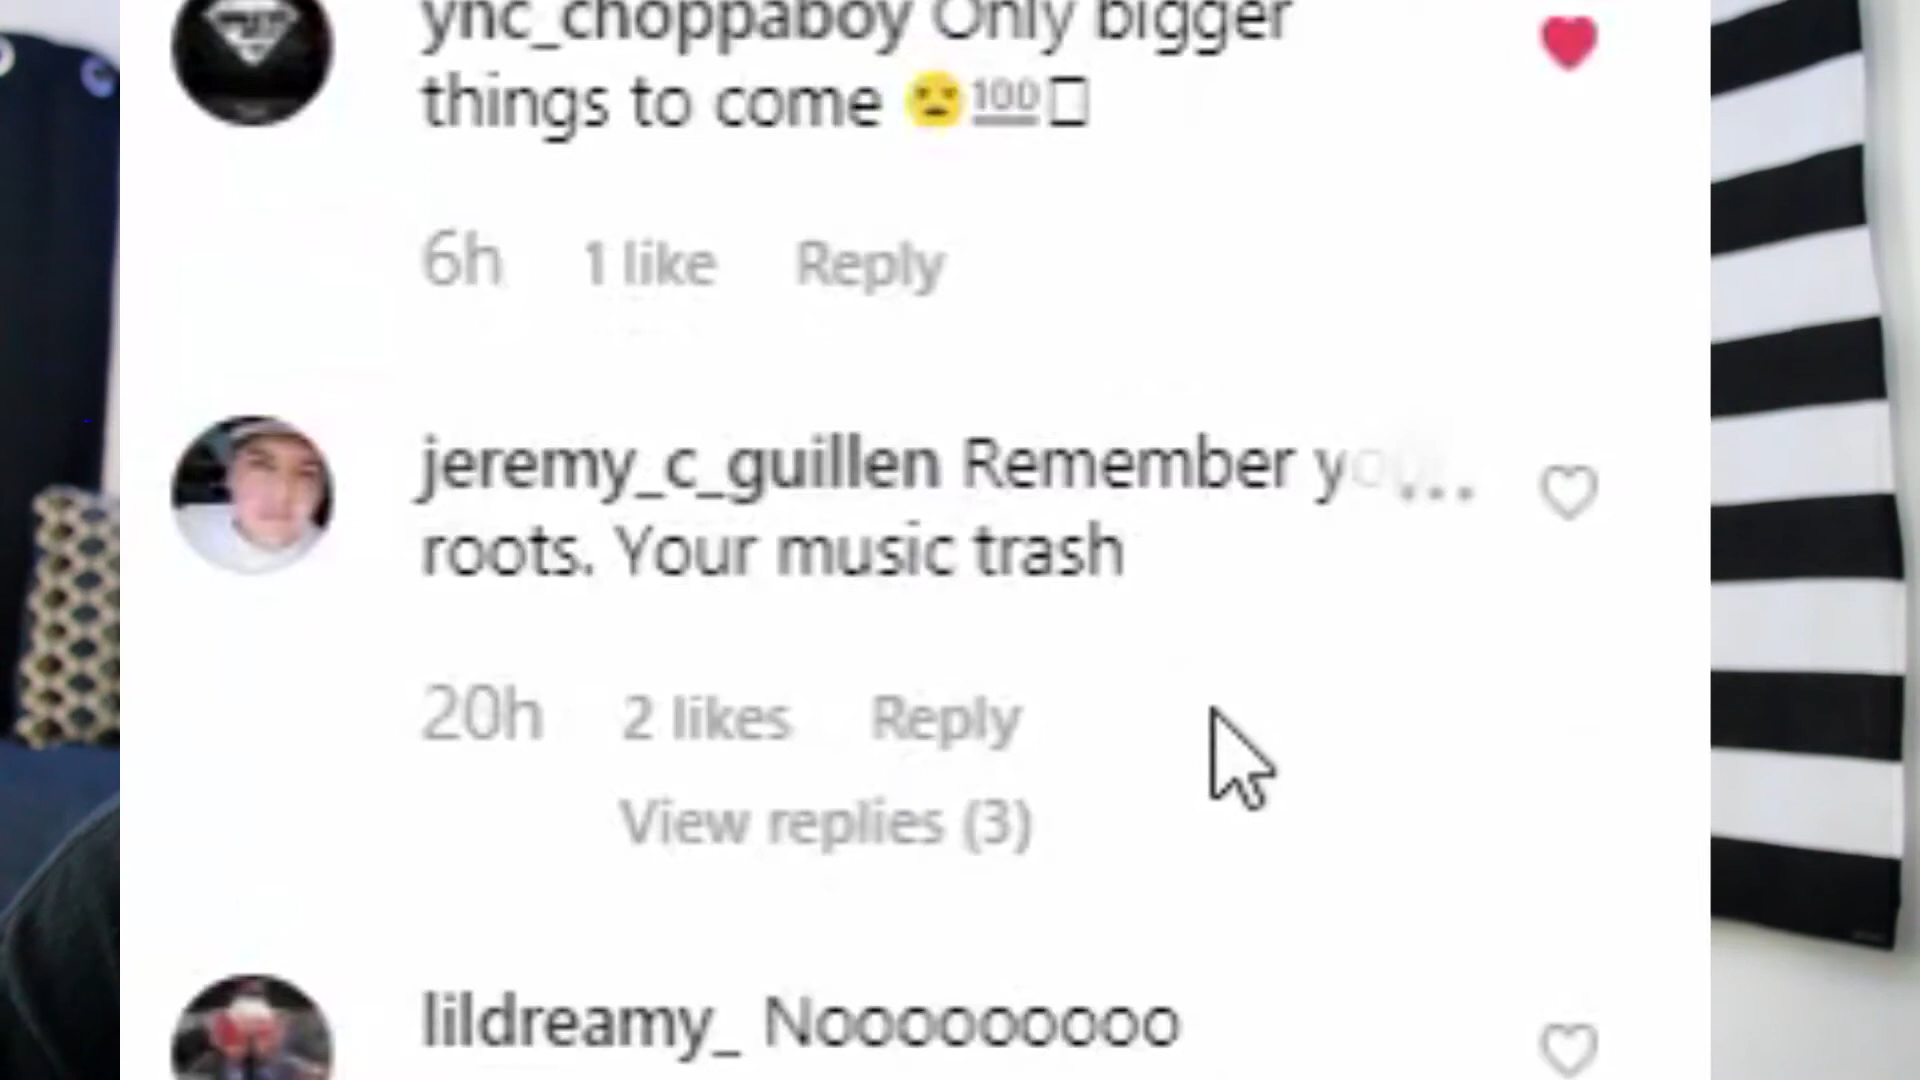 ync_choppaboy Only bigger
things to come 😔💯
6h 1 like Reply
jeremy_c_guillen Remember
roots. Your music trash
20h 2 likes Reply
View replies (3)
lildreamy_ Nooooooooo